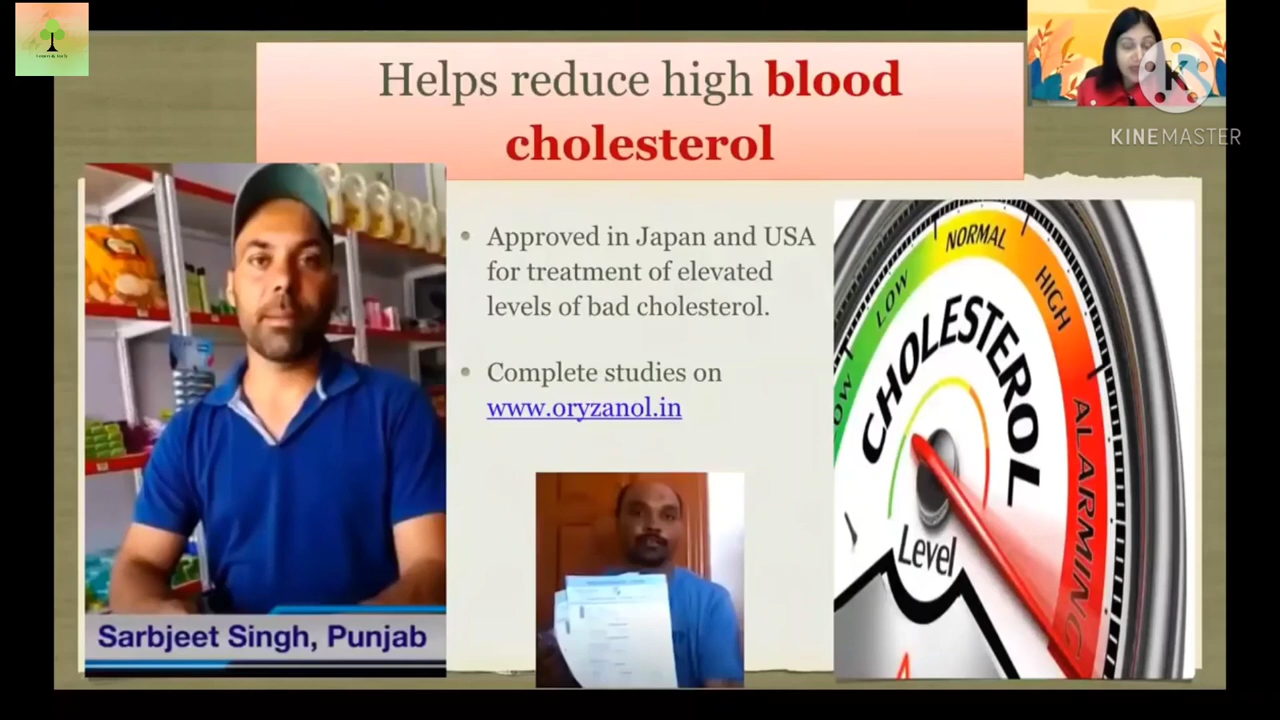 Helps reduce high blood
cholesterol
KINEMASTER
Approved in Japan and USA
for treatment of elevated
levels of bad cholesterol.
Complete studies on
www.oryzanol.in
Sarbjeet Singh, Punjab
LOW
NORMAL
HIGH
ALARMING
CHOLESTEROL
Level